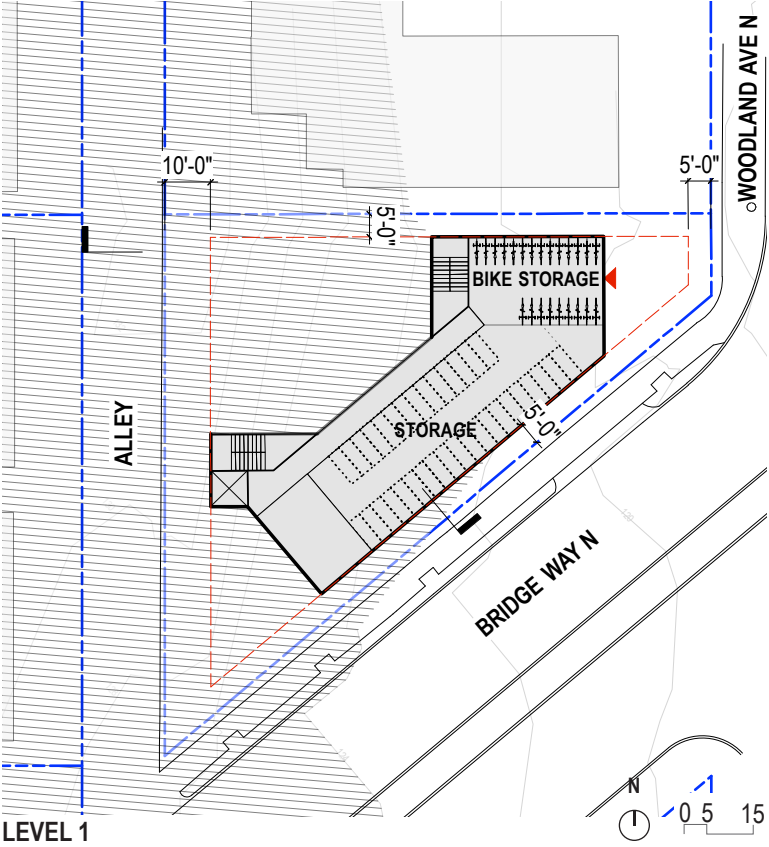 WOODLAND AVE N
10'-0"
5'-0"
5'-0"
BIKE STORAGE
ALLEY
STORAGE
5'-0"
BRIDGE WAY N
N
0 5 15
LEVEL 1